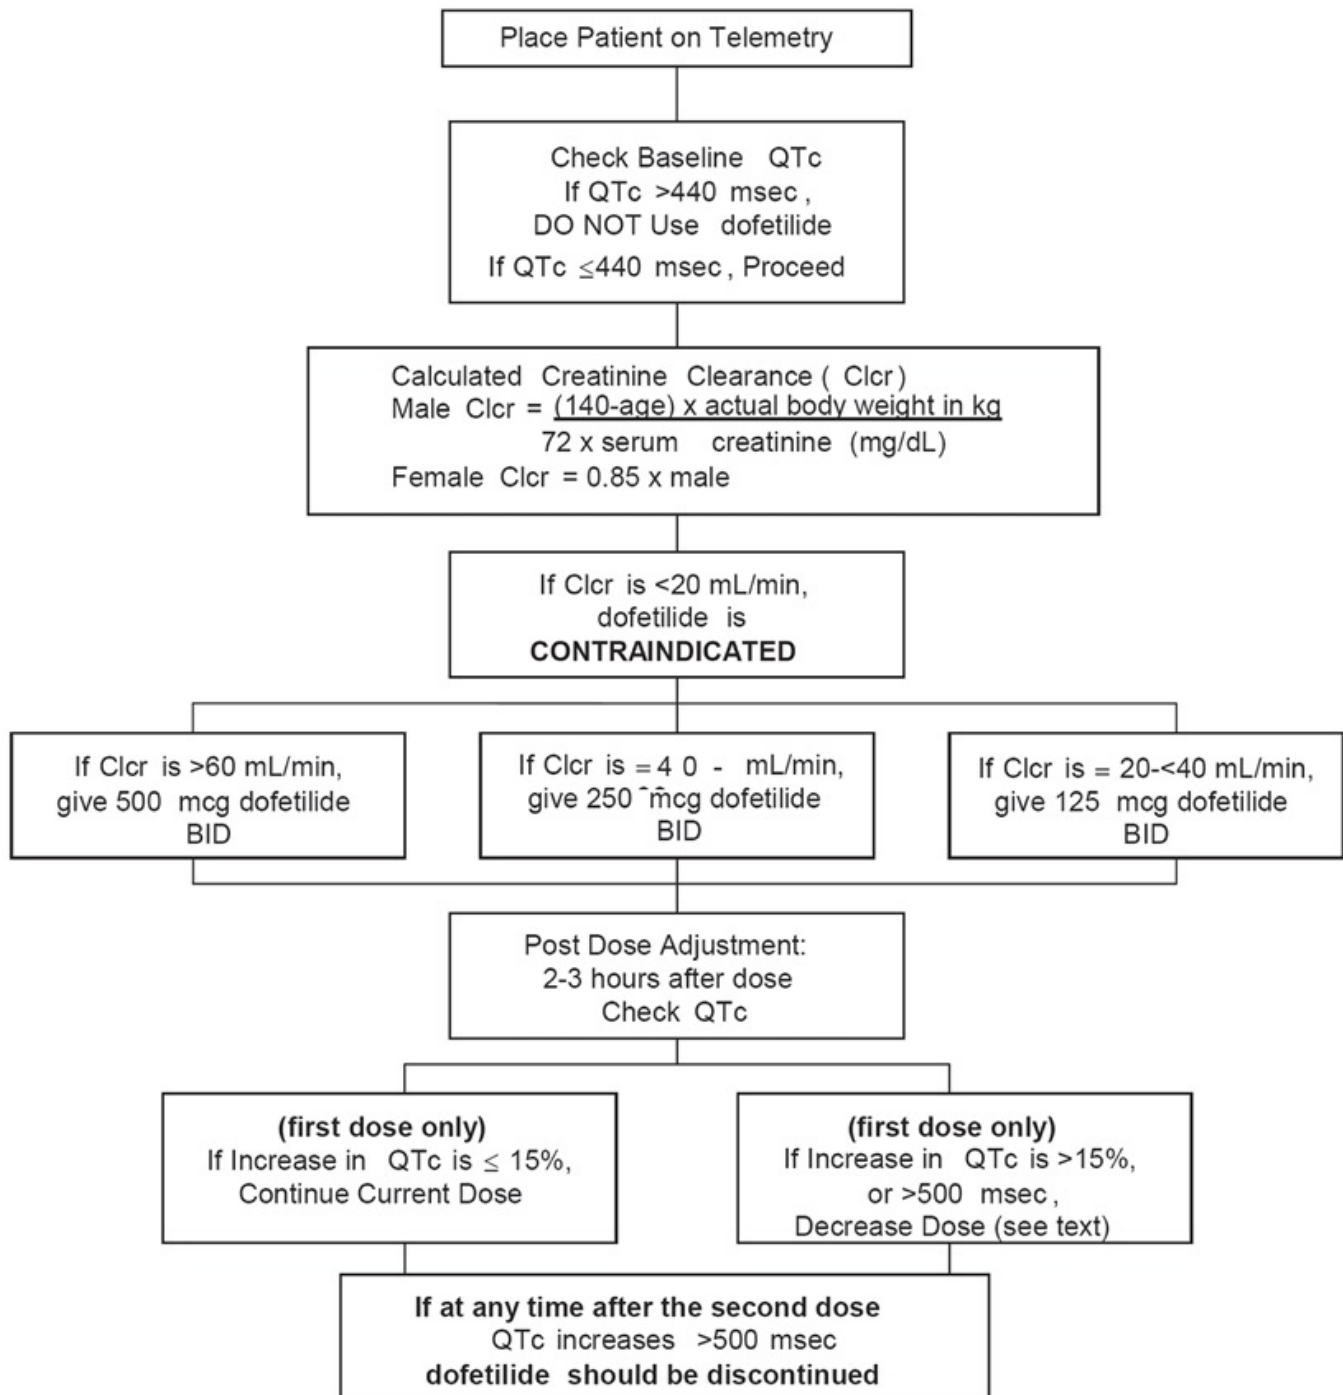 Place Patient on Telemetry
Check Baseline QTc
If QTc >440 msec,
DO NOT Use dofetilide
If QTc ≤440 msec, Proceed
Calculated Creatinine Clearance ( Clcr )
Male Clcr = (140-age) x actual body weight in kg
72 x serum creatinine (mg/dL)
Female Clcr = 0.85 x male
If Clcr is <20 mL/min,
dofetilide is
CONTRAINDICATED
If Clcr is >60 mL/min,
give 500 mcg dofetilide
BID
If Clcr is = 4 0 - mL/min,
give 250 mcg dofetilide
BID
If Clcr is = 20-<40 mL/min,
give 125 mcg dofetilide
BID
Post Dose Adjustment:
2-3 hours after dose
Check QTc
(first dose only)
If Increase in QTc is ≤ 15%,
Continue Current Dose
(first dose only)
If Increase in QTc is >15%,
or >500 msec,
Decrease Dose (see text)
If at any time after the second dose
QTc increases >500 msec
dofetilide should be discontinued